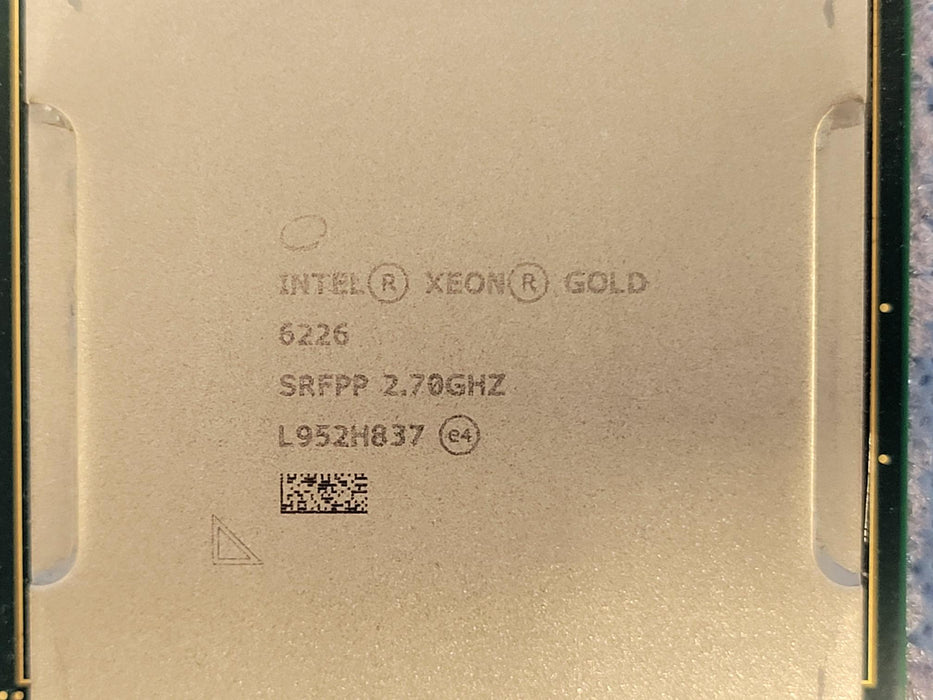 INTEL® XEON® GOLD
6226
SRFPP 2.70GHZ
L952H837 e4